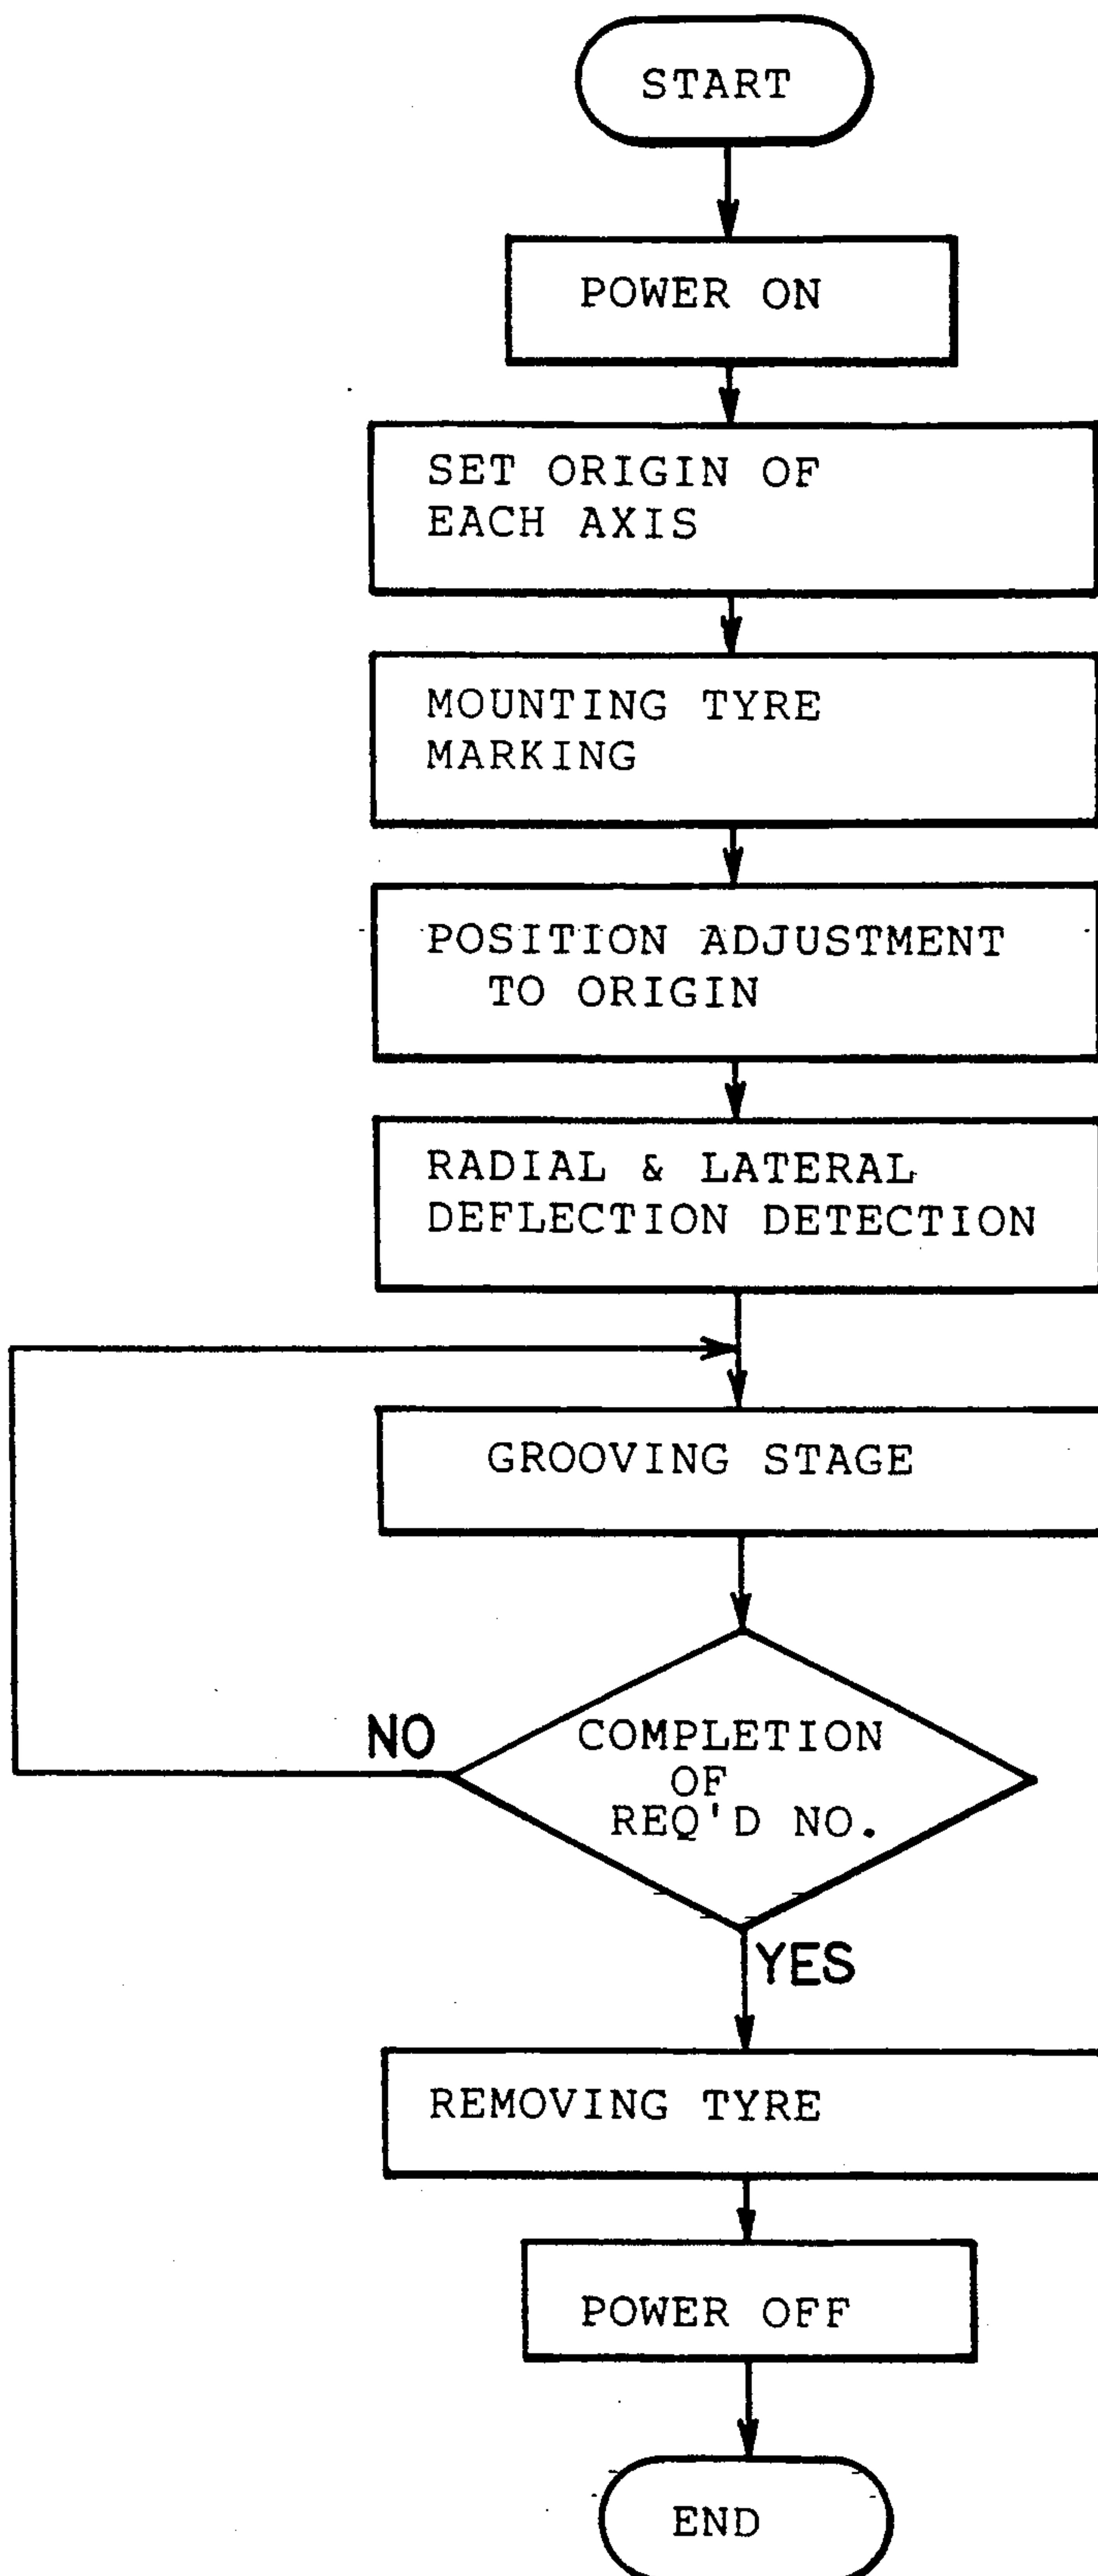 START
POWER ON
SET ORIGIN OF
EACH AXIS
MOUNTING TYRE
MARKING
POSITION ADJUSTMENT
TO ORIGIN
RADIAL & LATERAL
DEFLECTION DETECTION
GROOVING STAGE
NO
COMPLETION
OF
REQ'D NO.
YES
REMOVING TYRE
POWER OFF
END